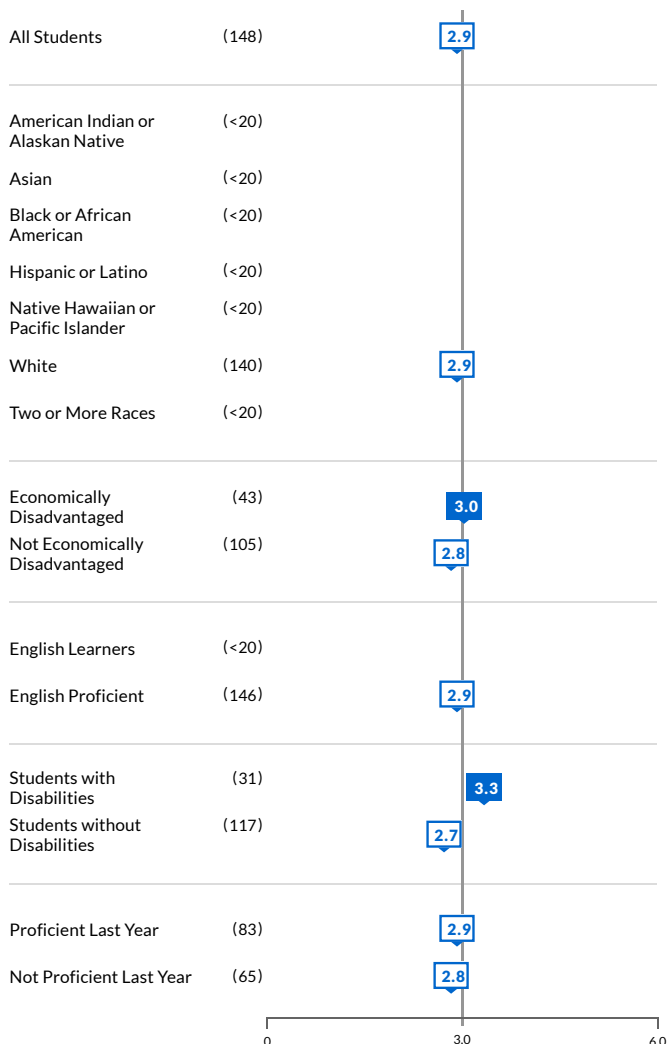 All Students (148) 2.9
American Indian or (<20)
Alaskan Native
Asian (<20)
Black or African (<20)
American
Hispanic or Latino (<20)
Native Hawaiian or (<20)
Pacific Islander
White (140) 2.9
Two or More Races (<20)
Economically (43) 3.0
Disadvantaged
Not Economically (105) 2.8
Disadvantaged
English Learners (<20)
English Proficient (146) 2.9
Students with (31) 3.3
Disabilities
Students without (117) 2.7
Disabilities
Proficient Last Year (83) 2.9
Not Proficient Last Year (65) 2.8
0 3.0 6.0